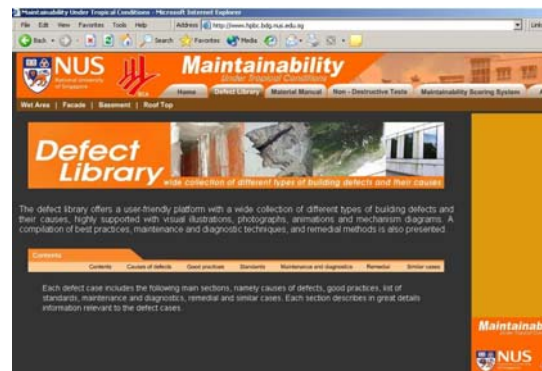 Maintainability Under Tropical Conditions - Microsoft Internet Explorer
File Edit View Favorites Tools Help Address http://www.hpbc.bdg.nus.edu.sg Link
Back Search Favorites Media
NUS
National University
of Singapore
BCA
Maintainability
Under Tropical Conditions
Home Defect Library Material Manual Non - Destructive Tests Maintainability Scoring System A
Wet Area | Facade | Basement | Roof Top
Defect
Library
wide collection of different types of building defects and their causes
The defect library offers a user-friendly platform with a wide collection of different types of building defects and
their causes, highly supported with visual illustrations, photographs, animations and mechanism diagrams. A
compilation of best practices, maintenance and diagnostic techniques, and remedial methods is also presented.
Contents
Contents Causes of defects Good practices Standards Maintenance and diagnostics Remedial Similar cases
Each defect case includes the following main sections, namely causes of defects, good practices, list of
standards, maintenance and diagnostics, remedial and similar cases. Each section describes in great details
information relevant to the defect cases.
Maintainab
NUS